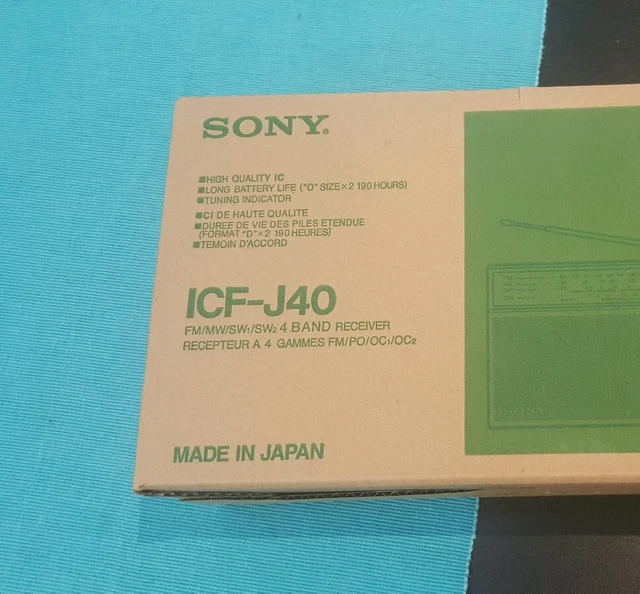 SONY®
■HIGH QUALITY IC
■LONG BATTERY LIFE ("D" SIZE×2 190 HOURS)
■TUNING INDICATOR
■CI DE HAUTE QUALITE
■DUREE DE VIE DES PILES ETENDUE
(FORMAT "D"×2 190 HEURES)
■TEMOIN D'ACCORD
ICF-J40
FM/MW/SW₁/SW₂ 4 BAND RECEIVER
RECEPTEUR A 4 GAMMES FM/PO/OC₁/OC₂
MADE IN JAPAN